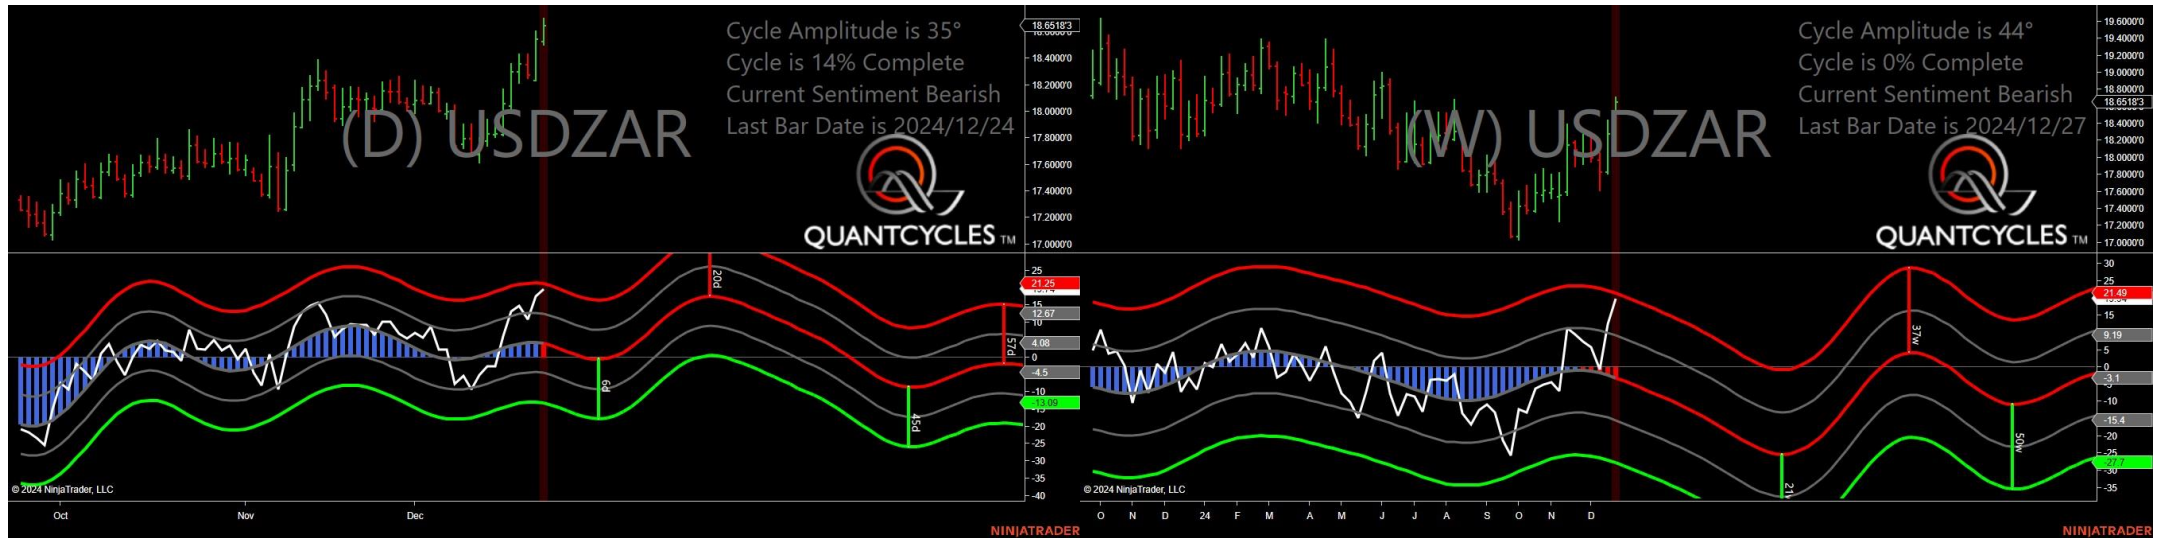 Cycle Amplitude is 35°
Cycle is 14% Complete
Current Sentiment Bearish
Last Bar Date is 2024/12/24
(D) USDZAR
QUANTCYCLES TM
18.6518'3
18.4000'0
18.2000'0
18.0000'0
17.8000'0
17.6000'0
17.4000'0
17.2000'0
17.0000'0
25
21.25
15
12.67
10
4.08
0
-4.5
-10
-13.09
-20
-25
-30
-35
-40
20d
57d
6d
45d
© 2024 NinjaTrader, LLC
Oct Nov Dec
NINJATRADER
Cycle Amplitude is 44°
Cycle is 0% Complete
Current Sentiment Bearish
Last Bar Date is 2024/12/27
(W) USDZAR
QUANTCYCLES TM
19.6000'0
19.4000'0
19.2000'0
19.0000'0
18.8000'0
18.6518'3
18.4000'0
18.2000'0
18.0000'0
17.6000'0
17.4000'0
17.2000'0
17.0000'0
30
25
21.49
15
9.19
5
0
-3.1
-10
-15.4
-20
-27.7
-30
-35
37w
50w
© 2024 NinjaTrader, LLC
O N D 24 F M A M J J A S O N D
NINJATRADER